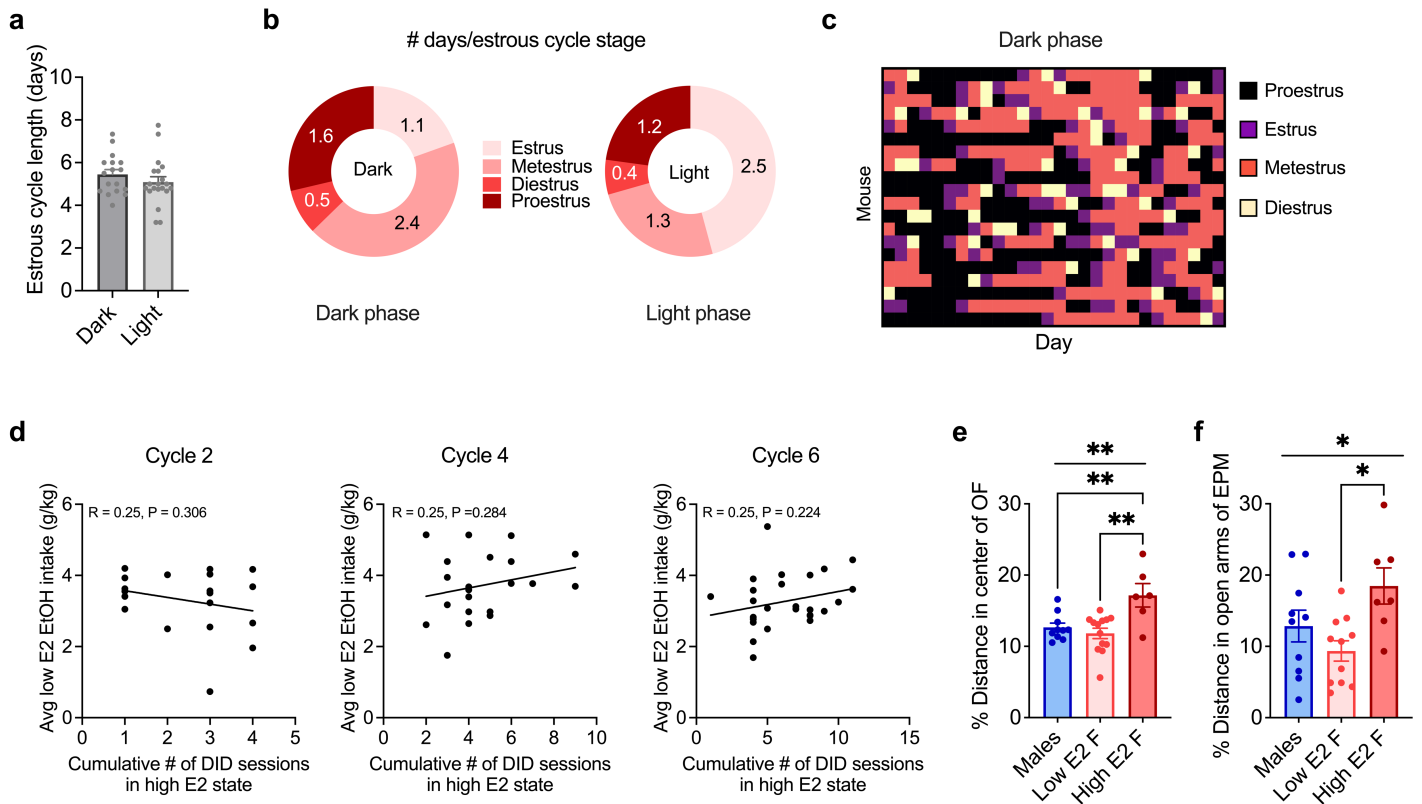 a
Estrous cycle length (days)
10
8
6
4
2
0
Dark
Light
b
# days/estrous cycle stage
1.6
1.1
Dark
0.5
2.4
Estrus
Metestrus
Diestrus
Proestrus
1.2
2.5
0.4
Light
1.3
Dark phase
Light phase
c
Dark phase
Mouse
Day
Proestrus
Estrus
Metestrus
Diestrus
d
Cycle 2
R = 0.25, P = 0.306
Avg low E2 EtOH intake (g/kg)
6
4
2
0
0 1 2 3 4 5
Cumulative # of DID sessions
in high E2 state
Cycle 4
R = 0.25, P =0.284
Avg low E2 EtOH intake (g/kg)
6
4
2
0
0 2 4 6 8 10
Cumulative # of DID sessions
in high E2 state
Cycle 6
R = 0.25, P = 0.224
Avg low E2 EtOH intake (g/kg)
6
4
2
0
0 5 10 15
Cumulative # of DID sessions
in high E2 state
e
**
**
**
% Distance in center of OF
30
20
10
0
Males
Low E2 F
High E2 F
f
*
*
% Distance in open arms of EPM
30
20
10
0
Males
Low E2 F
High E2 F